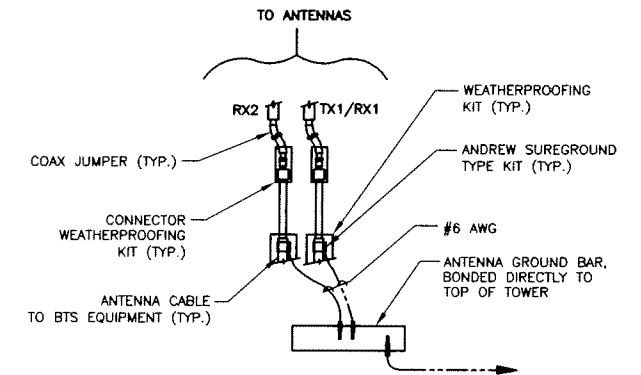 TO ANTENNAS
RX2
TX1/RX1
WEATHERPROOFING
KIT (TYP.)
COAX JUMPER (TYP.)
ANDREW SUREGROUND
TYPE KIT (TYP.)
CONNECTOR
WEATHERPROOFING
KIT (TYP.)
#6 AWG
ANTENNA CABLE
TO BTS EQUIPMENT (TYP.)
ANTENNA GROUND BAR,
BONDED DIRECTLY TO
TOP OF TOWER